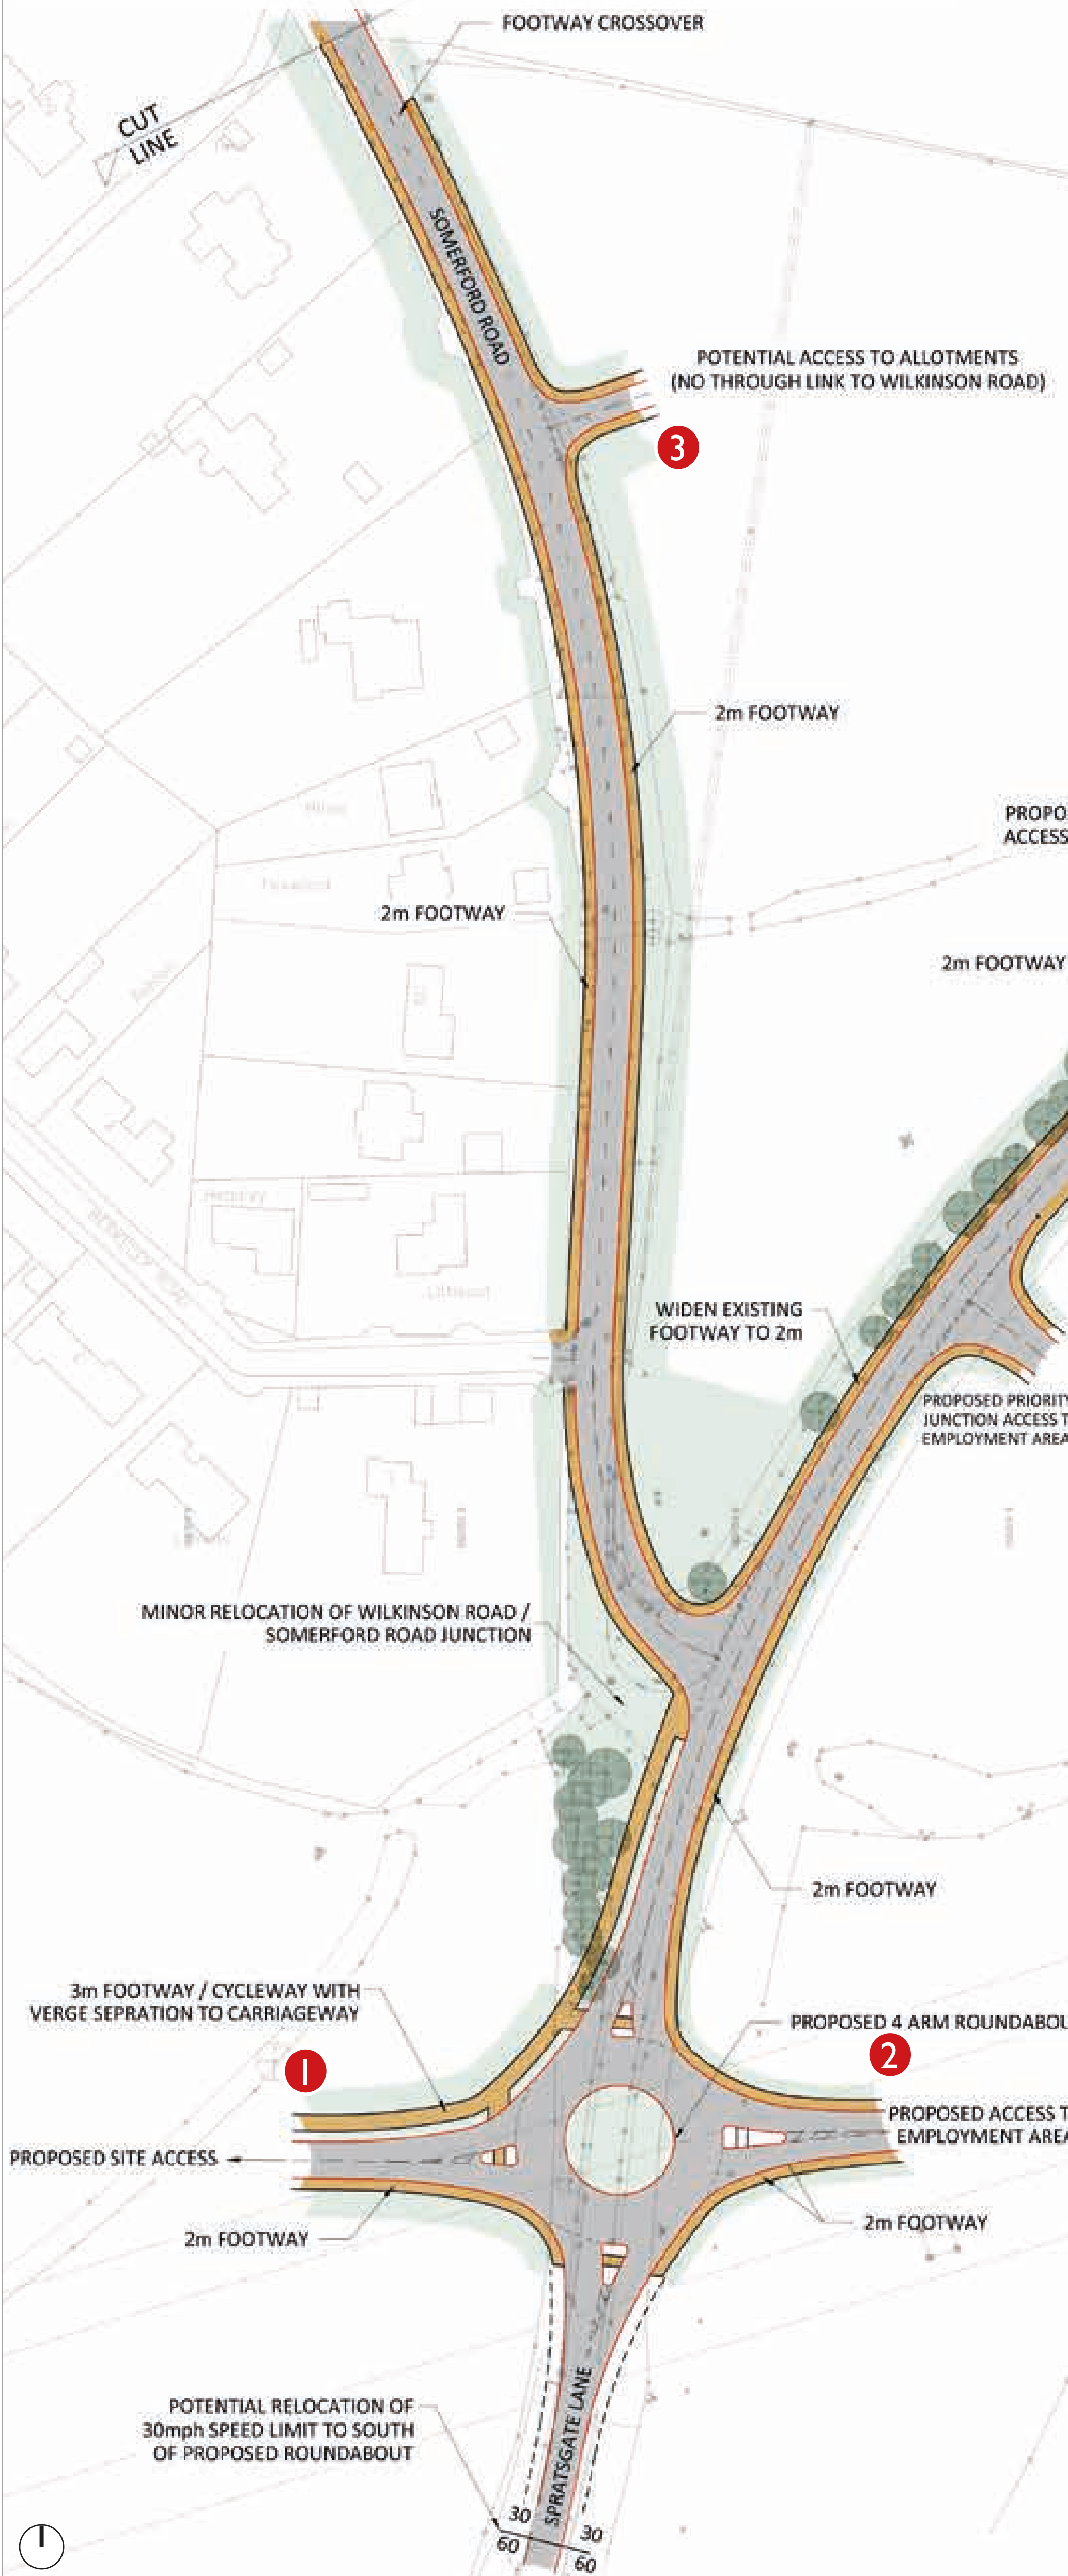 FOOTWAY CROSSOVER
CUT
LINE
SOMERFORD ROAD
POTENTIAL ACCESS TO ALLOTMENTS
(NO THROUGH LINK TO WILKINSON ROAD)
3
2m FOOTWAY
PROPO
ACCESS
2m FOOTWAY
2m FOOTWAY
WIDEN EXISTING
FOOTWAY TO 2m
PROPOSED PRIORITY
JUNCTION ACCESS T
EMPLOYMENT AREA
MINOR RELOCATION OF WILKINSON ROAD /
SOMERFORD ROAD JUNCTION
2m FOOTWAY
3m FOOTWAY / CYCLEWAY WITH
VERGE SEPRATION TO CARRIAGEWAY
PROPOSED 4 ARM ROUNDABOU
1
2
PROPOSED ACCESS T
EMPLOYMENT AREA
PROPOSED SITE ACCESS
2m FOOTWAY
2m FOOTWAY
POTENTIAL RELOCATION OF
30mph SPEED LIMIT TO SOUTH
OF PROPOSED ROUNDABOUT
SPRATSGATE LANE
30
60
30
60